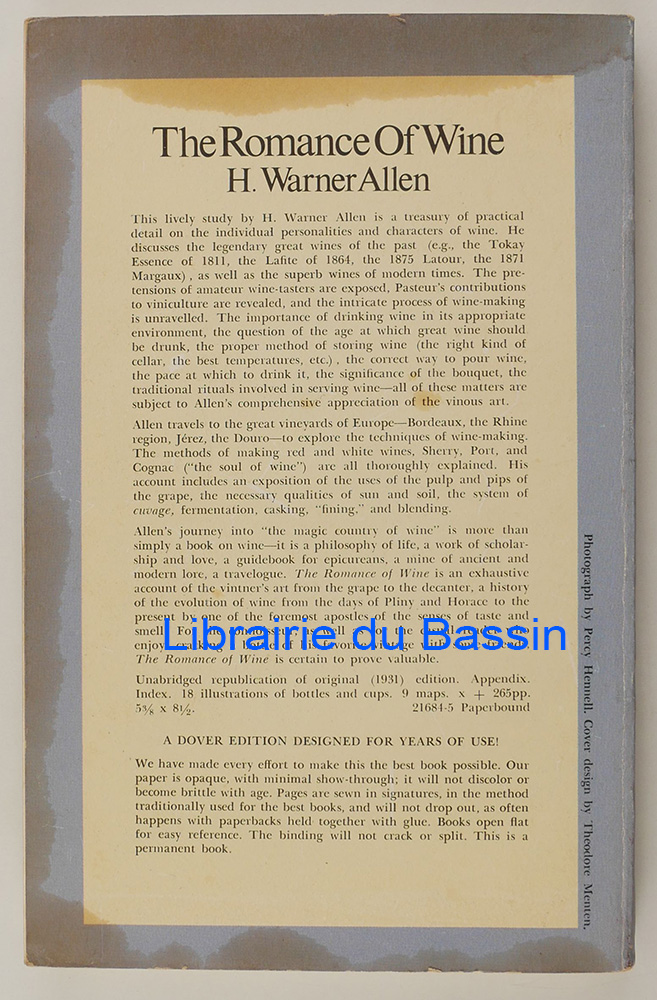 The Romance Of Wine
H. Warner Allen
This lively study by H. Warner Allen is a treasury of practical
detail on the individual personalities and characters of wine. He
discusses the legendary great wines of the past (e.g., the Tokay
Essence of 1811, the Lafite of 1864, the 1875 Latour, the 1871
Margaux), as well as the superb wines of modern times. The pre-
tensions of amateur wine-tasters are exposed, Pasteur's contributions
to viniculture are revealed, and the intricate process of wine-making
is unravelled. The importance of drinking wine in its appropriate
environment, the question of the age at which great wine should
be drunk, the proper method of storing wine (the right kind of
cellar, the best temperatures, etc.), the correct way to pour wine,
the pace at which to drink it, the significance of the bouquet, the
traditional rituals involved in serving wine—all of these matters are
subject to Allen's comprehensive appreciation of the vinous art.
Allen travels to the great vineyards of Europe—Bordeaux, the Rhine
region, Jérez, the Douro—to explore the techniques of wine-making.
The methods of making red and white wines, Sherry, Port, and
Cognac ("the soul of wine") are all thoroughly explained. His
account includes an exposition of the uses of the pulp and pips of
the grape, the necessary qualities of sun and soil, the system of
cuvage, fermentation, casking, "fining," and blending.
Allen's journey into "the magic country of wine" is more than
simply a book on wine—it is a philosophy of life, a work of scholar-
ship and love, a guidebook for epicureans, a mine of ancient and
modern lore, a travelogue. The Romance of Wine is an exhaustive
account of the vintner's art from the grape to the decanter, a history
of the evolution of wine from the days of Pliny and Horace to the
present by one of the foremost apostles of the senses of taste and
smell. For the
enjoy
The Romance of Wine is certain to prove valuable.
Librairie du Bassin
Unabridged republication of original (1931) edition. Appendix.
Index. 18 illustrations of bottles and cups. 9 maps. x + 265pp.
5⅜ x 8½. 21684-5 Paperbound
A DOVER EDITION DESIGNED FOR YEARS OF USE!
We have made every effort to make this the best book possible. Our
paper is opaque, with minimal show-through; it will not discolor or
become brittle with age. Pages are sewn in signatures, in the method
traditionally used for the best books, and will not drop out, as often
happens with paperbacks held together with glue. Books open flat
for easy reference. The binding will not crack or split. This is a
permanent book.
Photograph by Percy Hennell. Cover design by Theodore Menten.